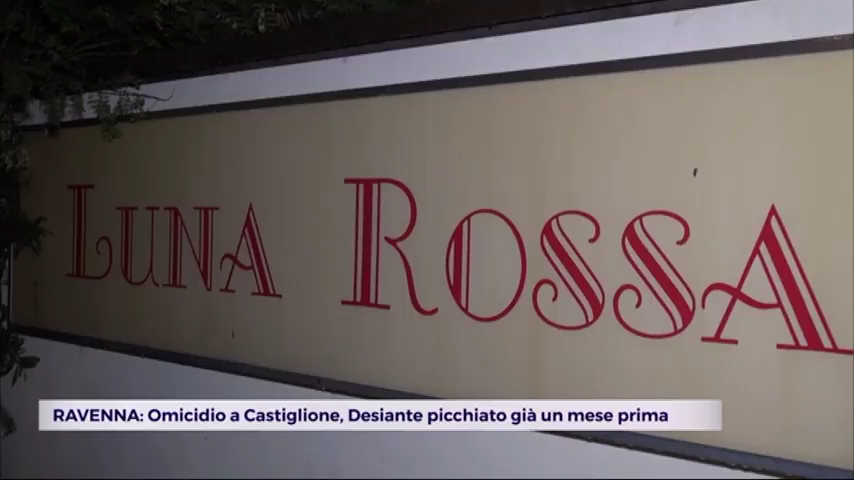 LUNA ROSSA
RAVENNA: Omicidio a Castiglione, Desiante picchiato già un mese prima